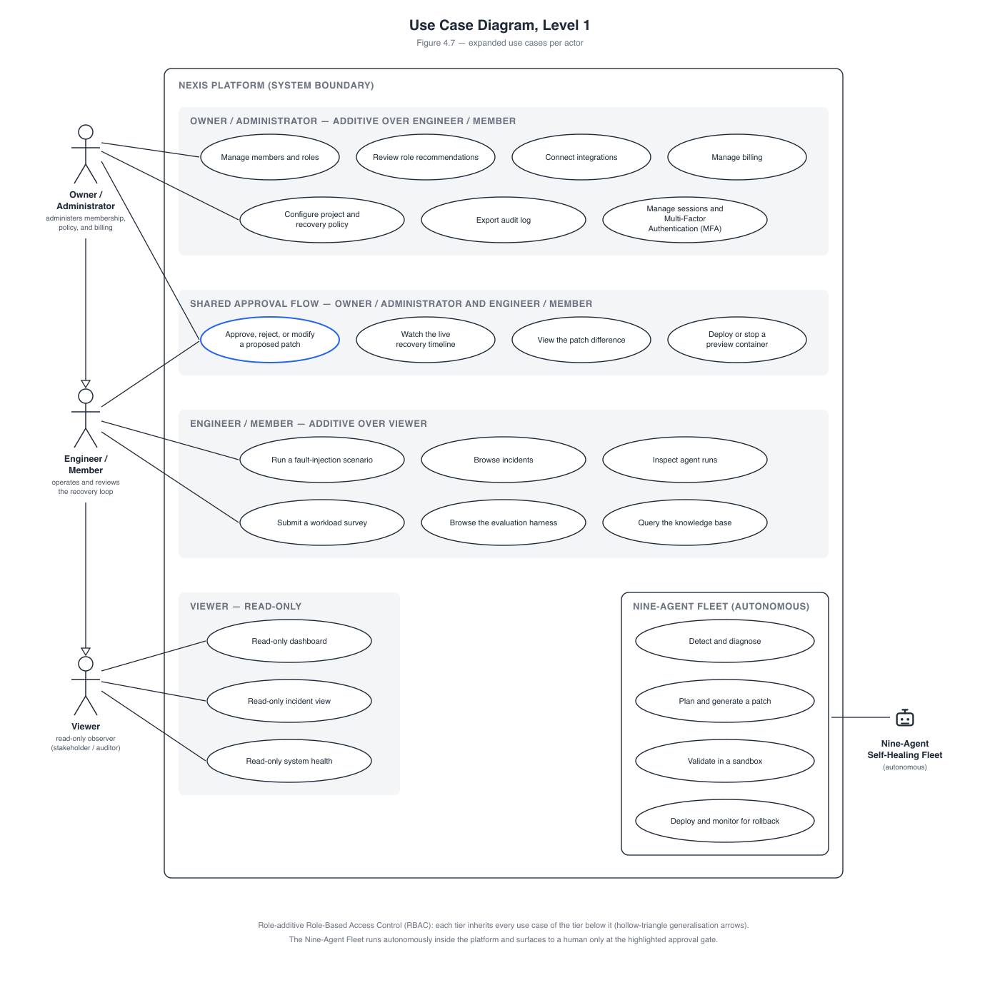 Use Case Diagram, Level 1
Figure 4.7 — expanded use cases per actor
NEXIS PLATFORM (SYSTEM BOUNDARY)
OWNER / ADMINISTRATOR — ADDITIVE OVER ENGINEER / MEMBER
Manage members and roles
Review role recommendations
Connect integrations
Manage billing
Configure project and
recovery policy
Export audit log
Manage sessions and
Multi-Factor
Authentication (MFA)
Owner /
Administrator
administers membership,
policy, and billing
SHARED APPROVAL FLOW — OWNER / ADMINISTRATOR AND ENGINEER / MEMBER
Approve, reject, or modify
a proposed patch
Watch the live
recovery timeline
View the patch difference
Deploy or stop a
preview container
ENGINEER / MEMBER — ADDITIVE OVER VIEWER
Run a fault-injection scenario
Browse incidents
Inspect agent runs
Submit a workload survey
Browse the evaluation harness
Query the knowledge base
Engineer /
Member
operates and reviews
the recovery loop
VIEWER — READ-ONLY
Read-only dashboard
Read-only incident view
Read-only system health
Viewer
read-only observer
(stakeholder / auditor)
NINE-AGENT FLEET (AUTONOMOUS)
Detect and diagnose
Plan and generate a patch
Validate in a sandbox
Deploy and monitor for rollback
Nine-Agent
Self-Healing Fleet
(autonomous)
Role-additive Role-Based Access Control (RBAC): each tier inherits every use case of the tier below it (hollow-triangle generalisation arrows).
The Nine-Agent Fleet runs autonomously inside the platform and surfaces to a human only at the highlighted approval gate.